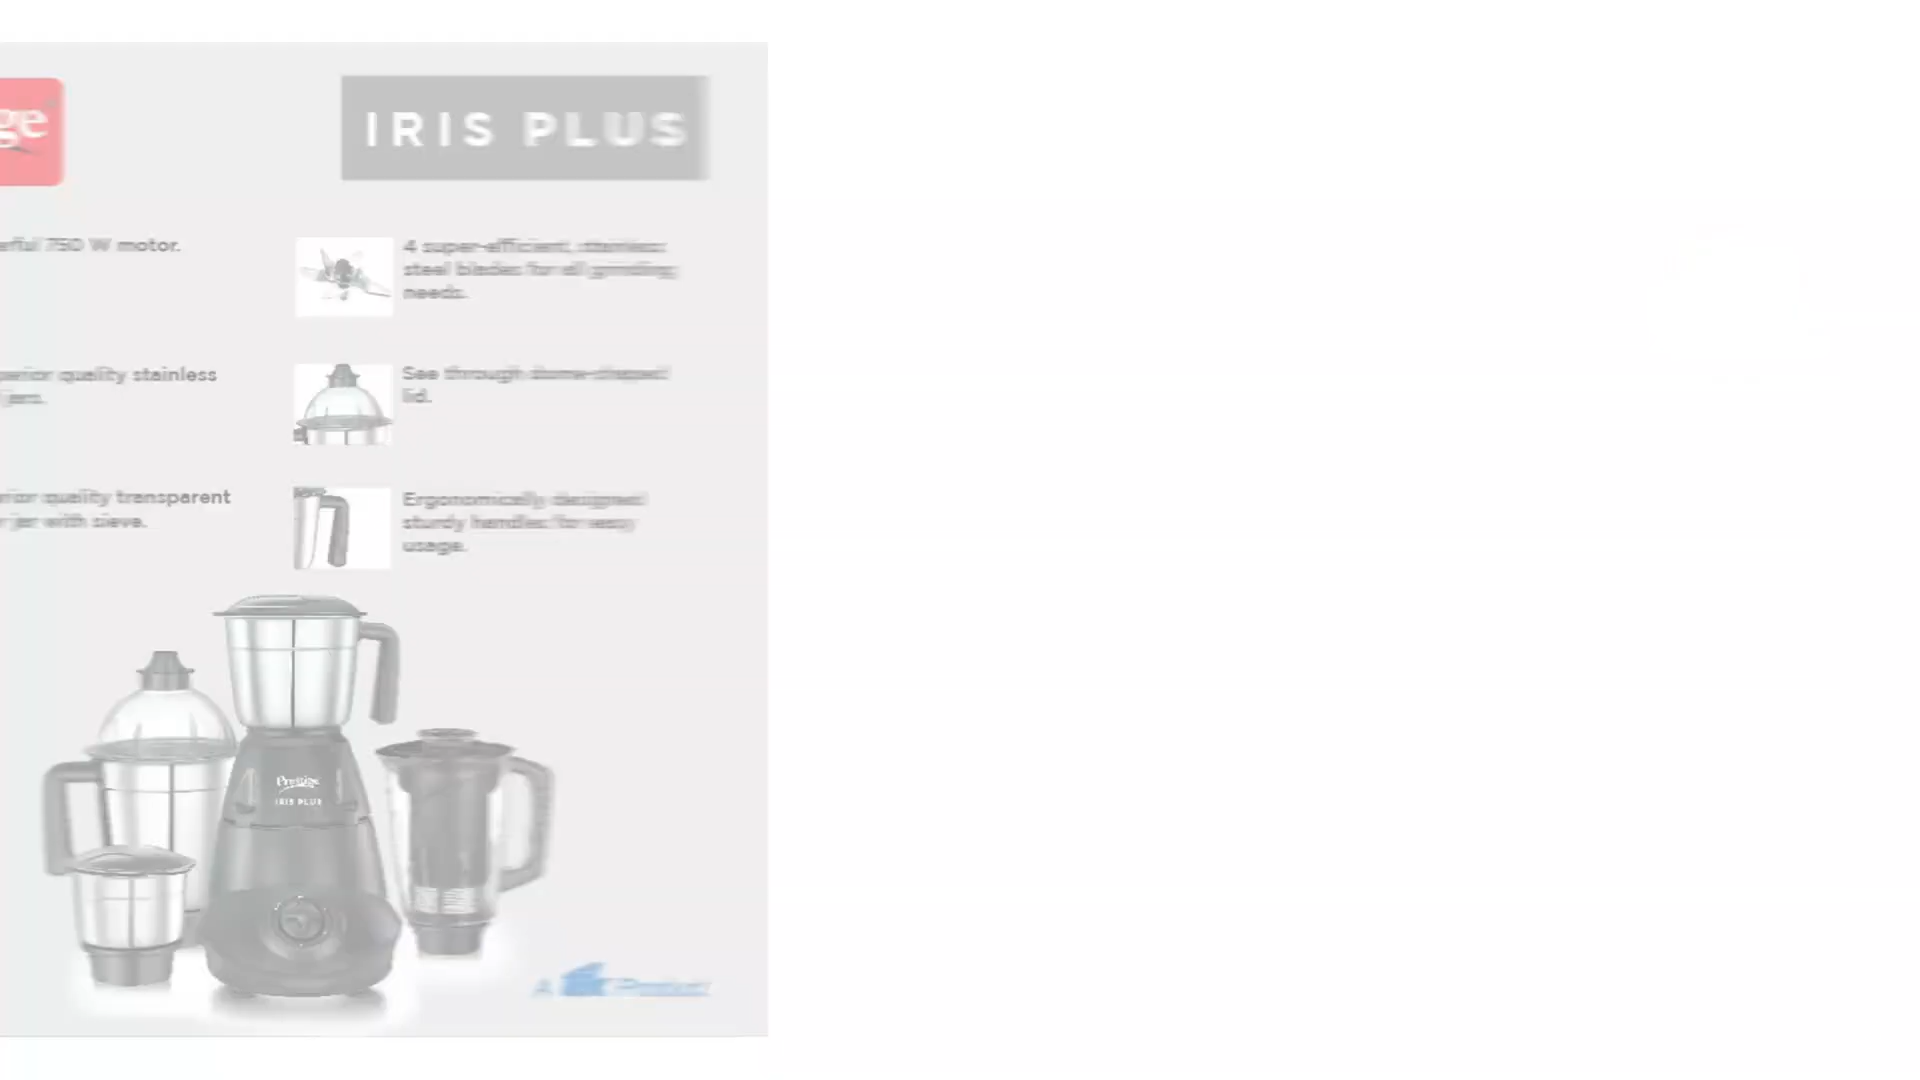 ge
IRIS PLUS
erful 750 W motor.
4 super-efficient, stainless
steel blades for all grinding
needs.
perior quality stainless
jars.
See through dome-shaped
lid.
rior quality transparent
r jar with sieve.
Ergonomically designed
sturdy handles for easy
usage.
Prestige
IRIS PLUS
A Product